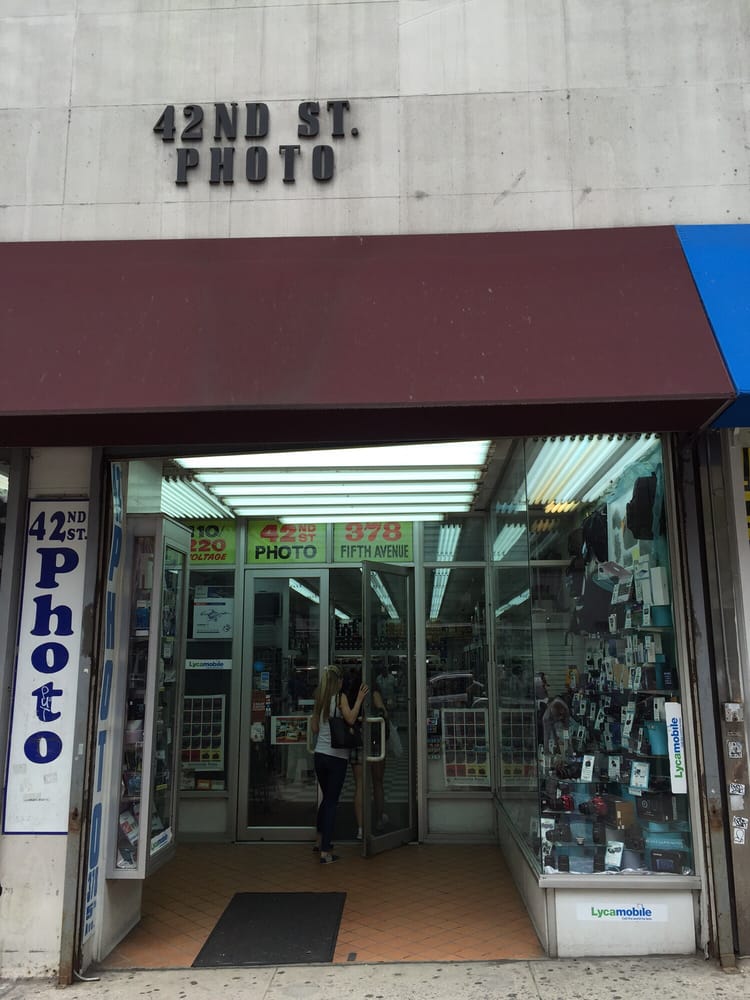 42ND ST.
PHOTO
42ND
ST.
Photo
110/
220
VOLTAGE
42ND
ST
PHOTO
378
FIFTH AVENUE
Lycamobile
Lycamobile
Lycamobile
PHOTO